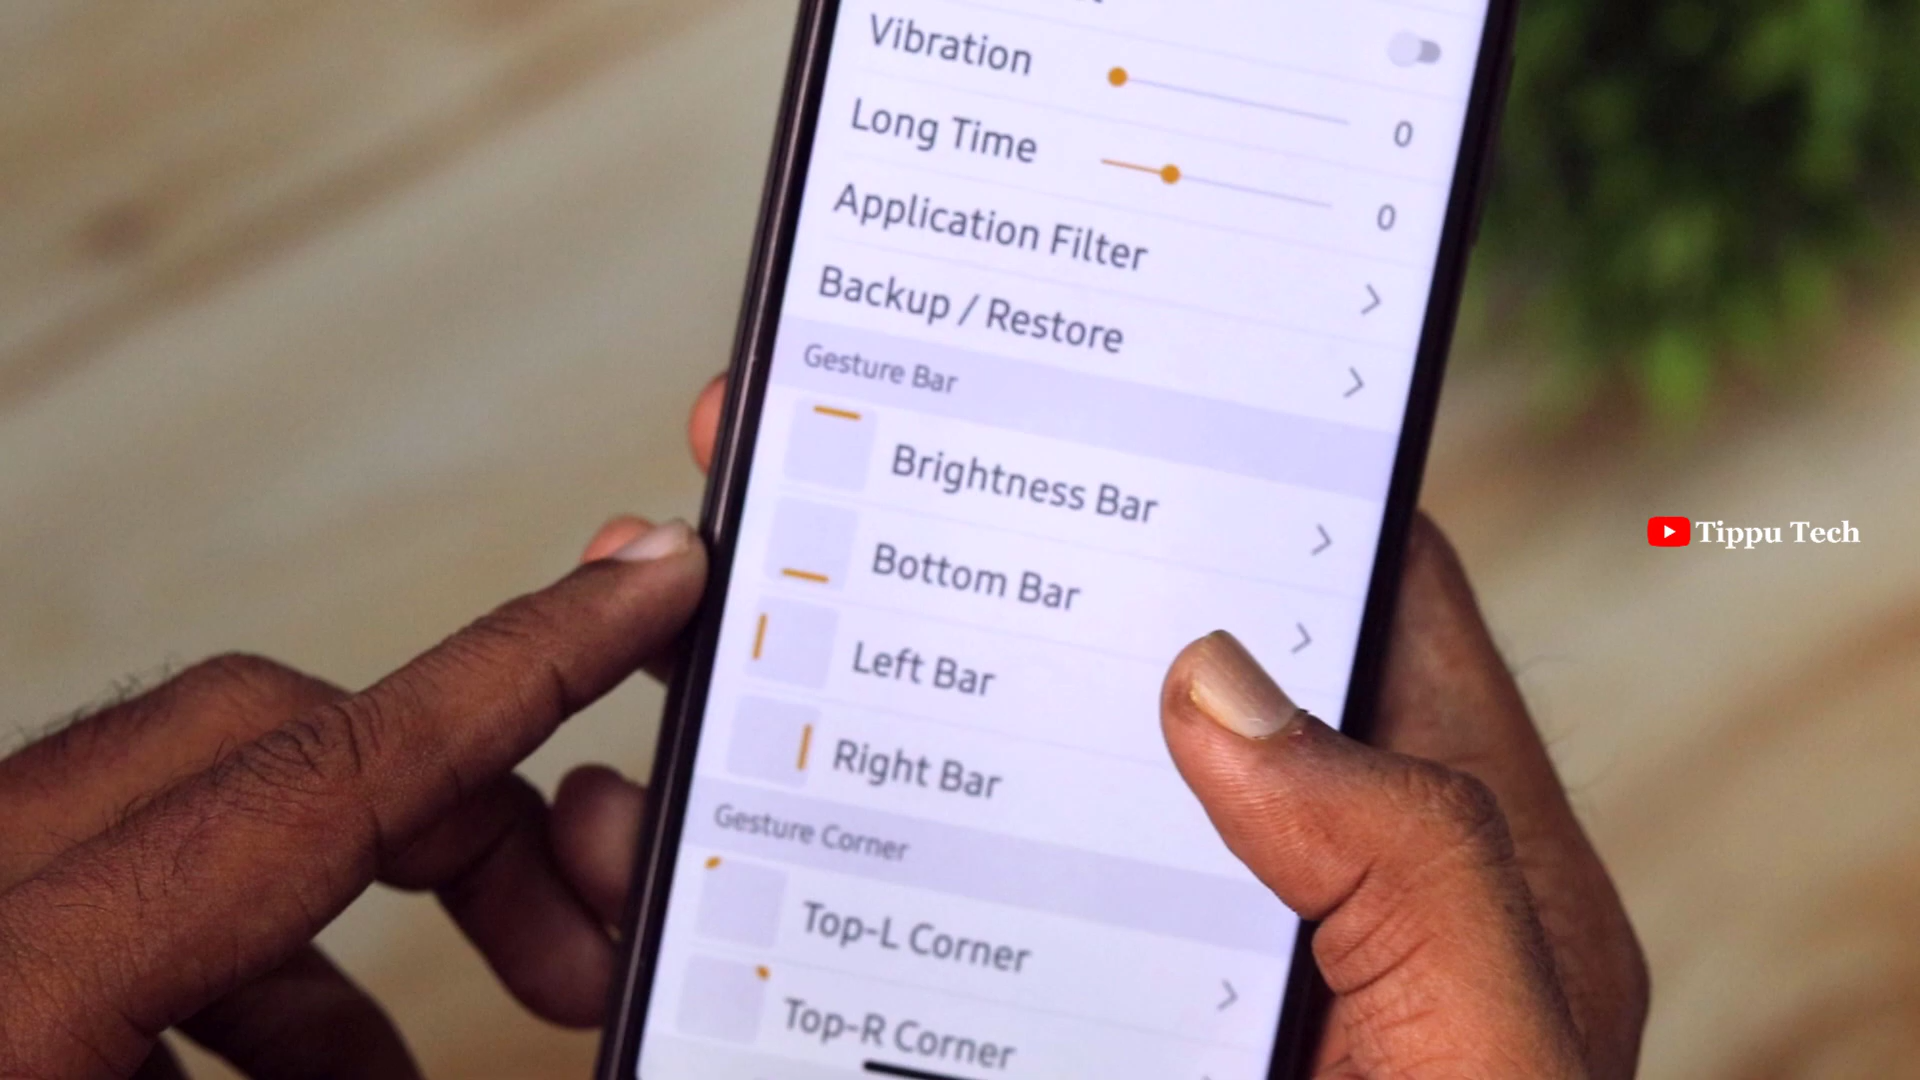 Vibration
0
Long Time
0
Application Filter
Backup / Restore
Gesture Bar
Brightness Bar
Bottom Bar
Left Bar
Right Bar
Gesture Corner
Top-L Corner
Top-R Corner
Tippu Tech